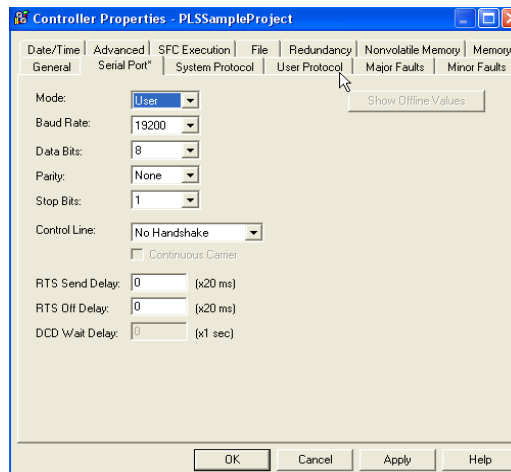 Controller Properties - PLSSampleProject
Date/Time Advanced SFC Execution File Redundancy Nonvolatile Memory Memory
General Serial Port* System Protocol User Protocol Major Faults Minor Faults
Mode: User Show Offline Values
Baud Rate: 19200
Data Bits: 8
Parity: None
Stop Bits: 1
Control Line: No Handshake
Continuous Carrier
RTS Send Delay: 0 (x20 ms)
RTS Off Delay: 0 (x20 ms)
DCD Wait Delay: 0 (x1 sec)
OK Cancel Apply Help